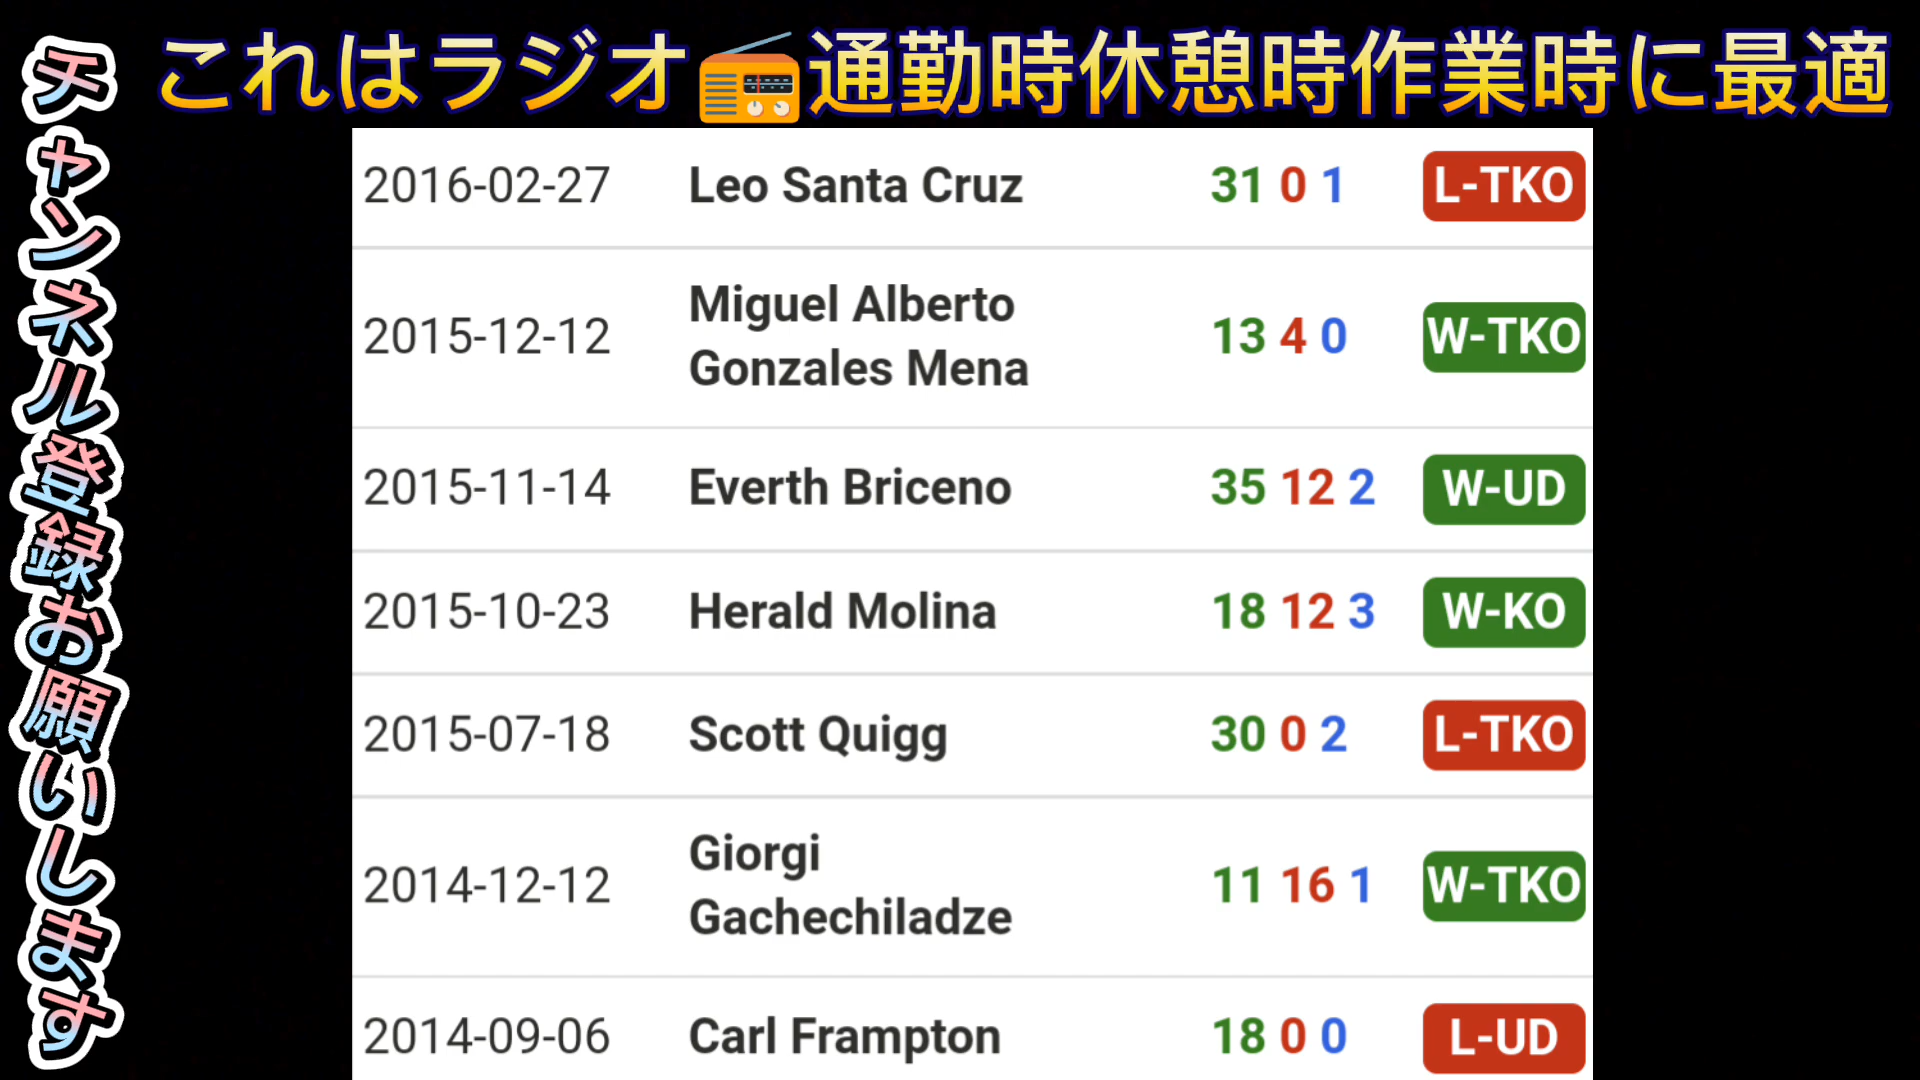 これはラジオ📻通勤時休憩時作業時に最適
チャンネル登録お願いします
2016-02-27 Leo Santa Cruz 31 0 1 L-TKO
2015-12-12 Miguel Alberto Gonzales Mena 13 4 0 W-TKO
2015-11-14 Everth Briceno 35 12 2 W-UD
2015-10-23 Herald Molina 18 12 3 W-KO
2015-07-18 Scott Quigg 30 0 2 L-TKO
2014-12-12 Giorgi Gachechiladze 11 16 1 W-TKO
2014-09-06 Carl Frampton 18 0 0 L-UD